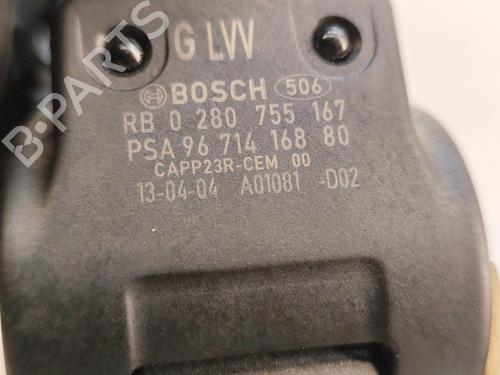 G LVV
BOSCH 506
RB 0 280 755 167
PSA 96 714 168 80
CAPP23R-CEM 00
13-04-04 A01081 -D02
B-PARTS